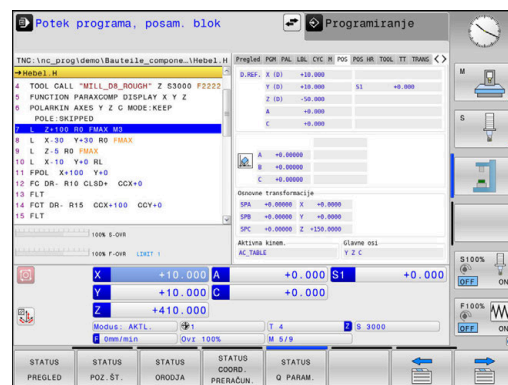 Potek programa, posam. blok
Programiranje
TNC:\nc_prog\demo\Bauteile_compone…\Hebel.H
→Hebel.H
4 TOOL CALL "MILL_D8_ROUGH" Z S3000 F2222
5 FUNCTION PARAXCOMP DISPLAY X Y Z
6 POLARKIN AXES Y Z C MODE:KEEP
POLE:SKIPPED
7 L Z+100 R0 FMAX M3
8 L X-30 Y+30 R0 FMAX
9 L Z-5 R0 FMAX
10 L X-10 Y+0 RL
11 FPOL X+100 Y+0
12 FC DR- R10 CLSD+ CCX+0
13 FLT
14 FCT DR- R15 CCX+100 CCY+0
15 FLT
100% S-OVR
100% F-OVR LIMIT 1
Pregled PGM PAL LBL CYC M POS POS HR TOOL TT TRANS
D.REF. X (D) +10.000
Y (D) +10.000 S1 +0.000
Z (D) -50.000
A +0.000
C +0.000
A +0.00000
B +0.00000
C +0.00000
Osnovne transformacije
SPA +0.00000 X +0.0000
SPB +0.00000 Y +0.0000
SPC +0.00000 Z +150.0000
Aktivna kinem. Glavne osi
AC_TABLE Y Z C
X +10.000 A +0.000 S1 +0.000
Y +10.000 C +0.000
Z +410.000
Modus: AKTL. 1 T 4 Z S 3000
F 0mm/min Ovr 100% M 5/9
M
S
S100%
OFF ON
F100%
OFF ON
STATUS PREGLED
STATUS POZ.ŠT.
STATUS ORODJA
STATUS COORD. PRERAČUN.
STATUS Q PARAM.